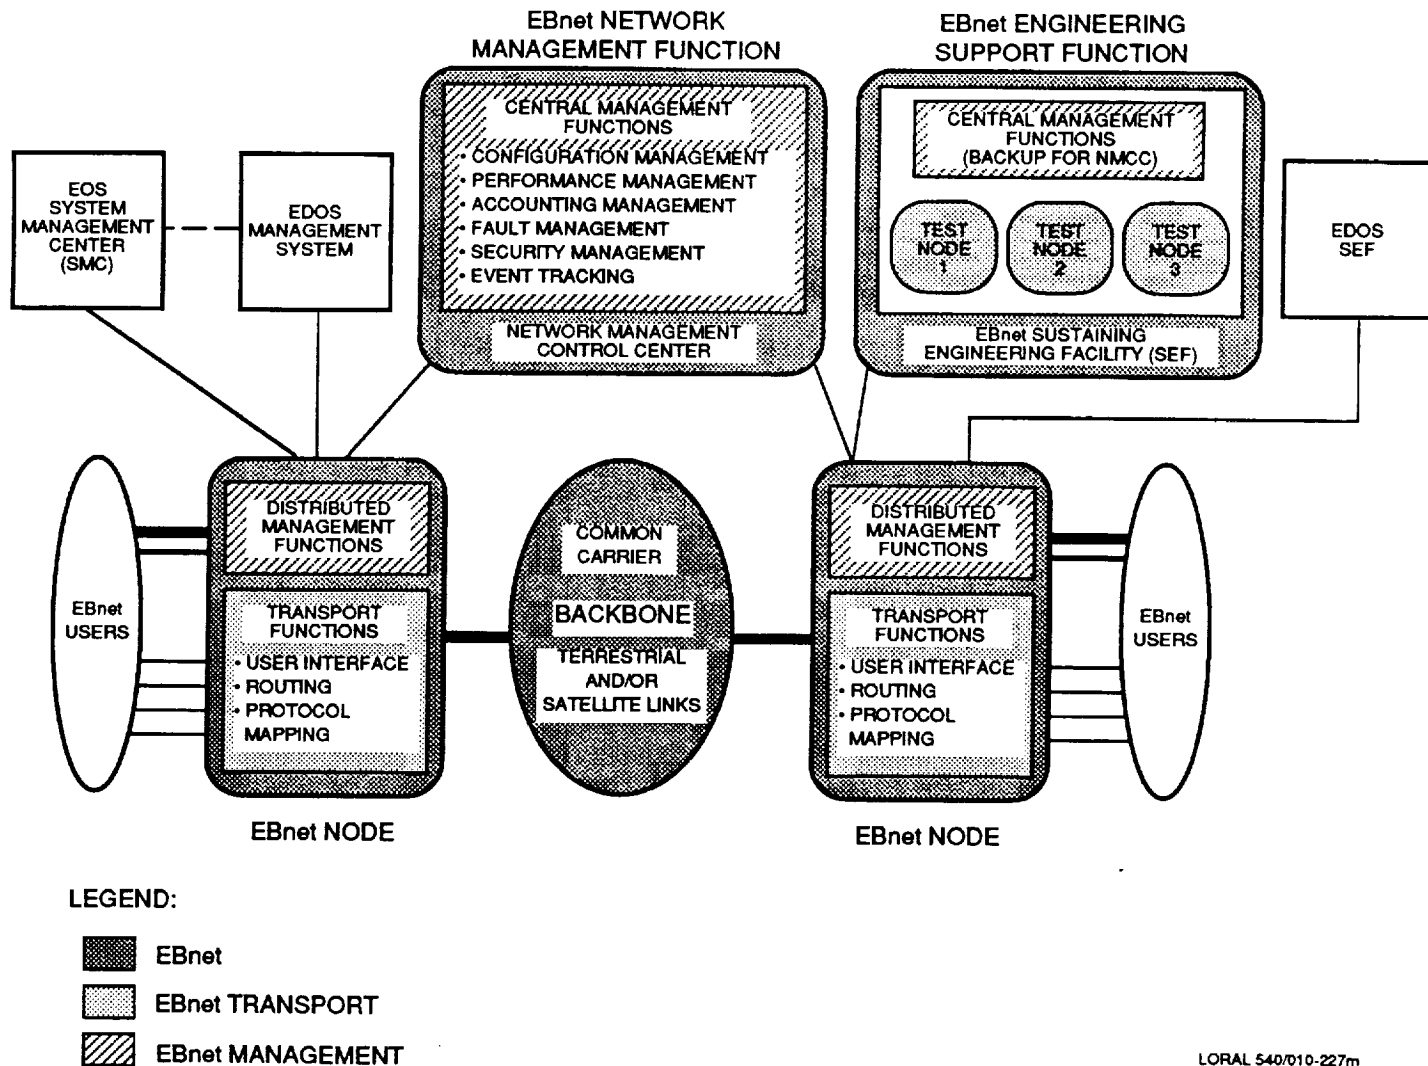 EBnet NETWORK
MANAGEMENT FUNCTION
EBnet ENGINEERING
SUPPORT FUNCTION
EOS
SYSTEM
MANAGEMENT
CENTER
(SMC)
EDOS
MANAGEMENT
SYSTEM
CENTRAL MANAGEMENT
FUNCTIONS
• CONFIGURATION MANAGEMENT
• PERFORMANCE MANAGEMENT
• ACCOUNTING MANAGEMENT
• FAULT MANAGEMENT
• SECURITY MANAGEMENT
• EVENT TRACKING
NETWORK MANAGEMENT
CONTROL CENTER
CENTRAL MANAGEMENT
FUNCTIONS
(BACKUP FOR NMCC)
TEST
NODE
1
TEST
NODE
2
TEST
NODE
3
EBnet SUSTAINING
ENGINEERING FACILITY (SEF)
EDOS
SEF
EBnet
USERS
DISTRIBUTED
MANAGEMENT
FUNCTIONS
TRANSPORT
FUNCTIONS
• USER INTERFACE
• ROUTING
• PROTOCOL
MAPPING
EBnet NODE
COMMON
CARRIER
BACKBONE
TERRESTRIAL
AND/OR
SATELLITE LINKS
DISTRIBUTED
MANAGEMENT
FUNCTIONS
TRANSPORT
FUNCTIONS
• USER INTERFACE
• ROUTING
• PROTOCOL
MAPPING
EBnet NODE
EBnet
USERS
LEGEND:
EBnet
EBnet TRANSPORT
EBnet MANAGEMENT
LORAL 540/010-227m